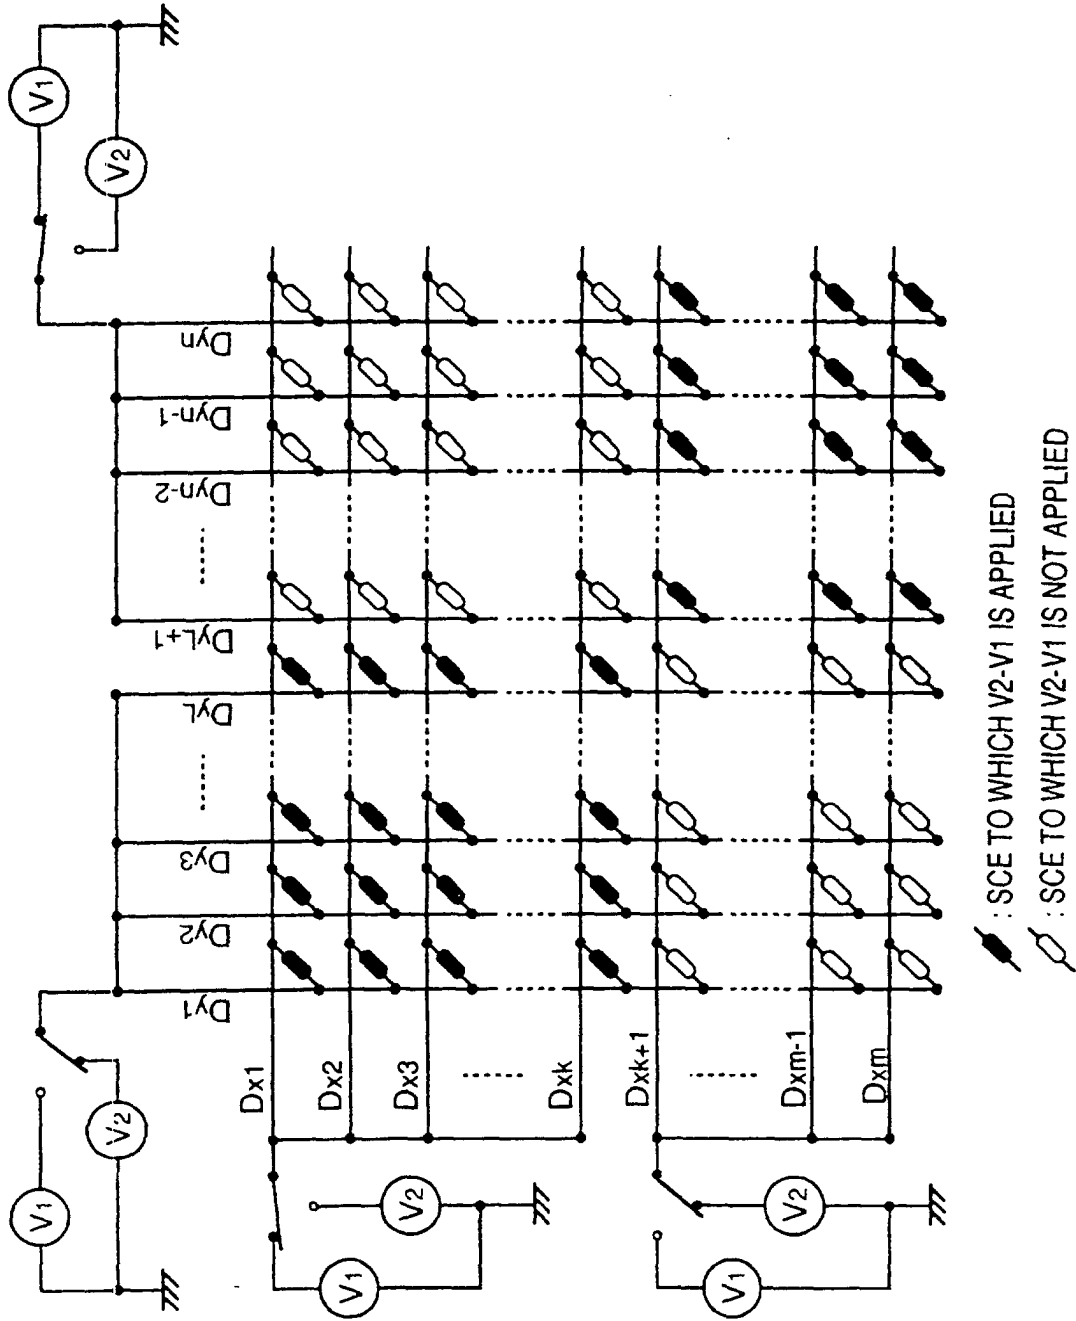 V1
V2
V1
V2
Dy1
Dy2
Dy3
........
DyL
DyL+1
........
Dyn-2
Dyn-1
Dyn
Dx1
Dx2
Dx3
........
Dxk
Dxk+1
........
Dxm-1
Dxm
V1
V2
V1
V2
: SCE TO WHICH V2-V1 IS APPLIED
: SCE TO WHICH V2-V1 IS NOT APPLIED